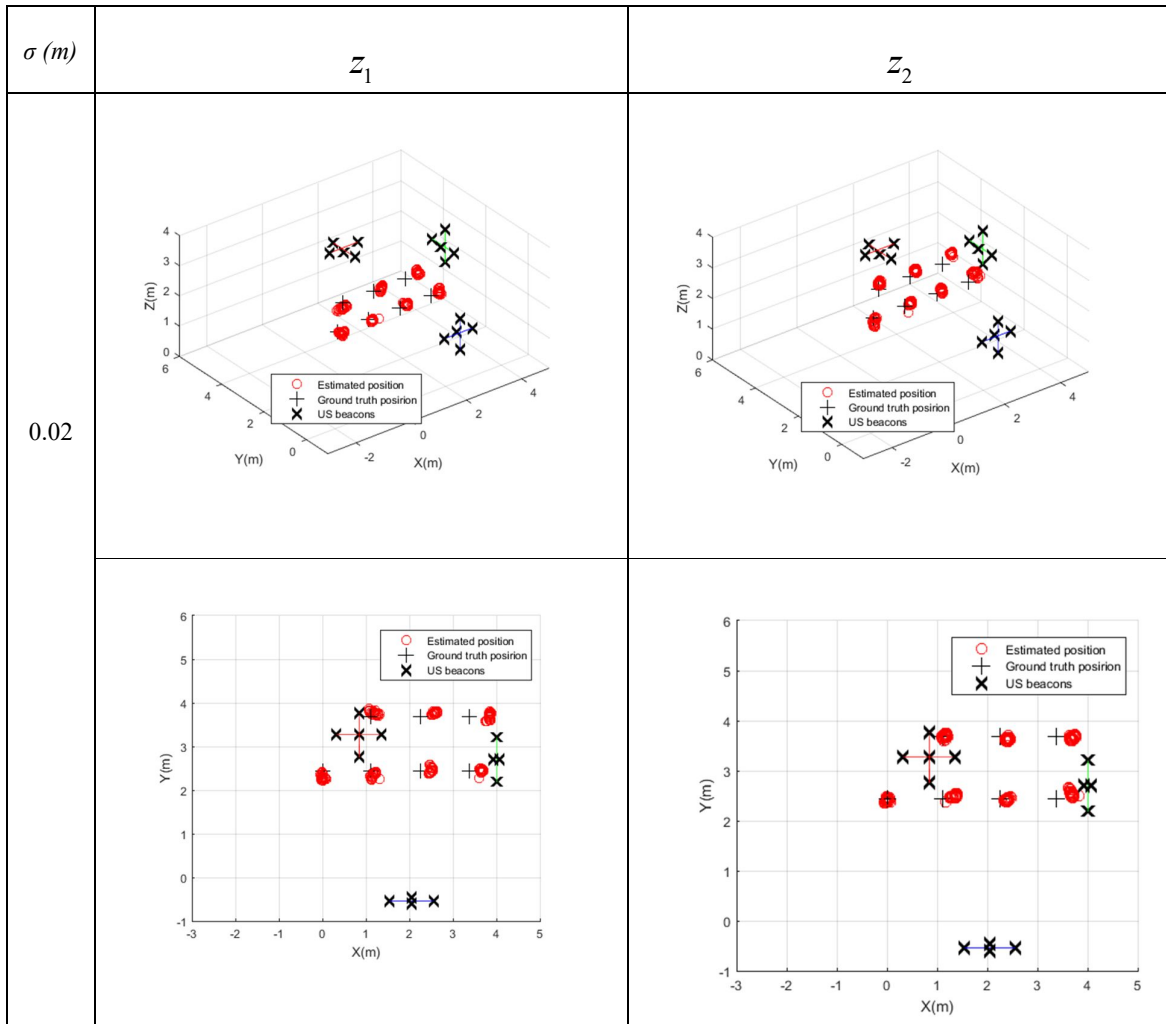 σ (m)
z₁
z₂
0.02
4
3
2
1
0
Z(m)
6
4
2
0
Y(m)
-2
0
2
4
X(m)
Estimated position
Ground truth posirion
US beacons
4
3
2
1
0
Z(m)
6
4
2
0
Y(m)
-2
0
2
4
X(m)
Estimated position
Ground truth posirion
US beacons
6
5
4
3
2
1
0
-1
Y(m)
-3 -2 -1 0 1 2 3 4 5
X(m)
Estimated position
Ground truth posirion
US beacons
6
5
4
3
2
1
0
-1
Y(m)
-3 -2 -1 0 1 2 3 4 5
X(m)
Estimated position
Ground truth posirion
US beacons